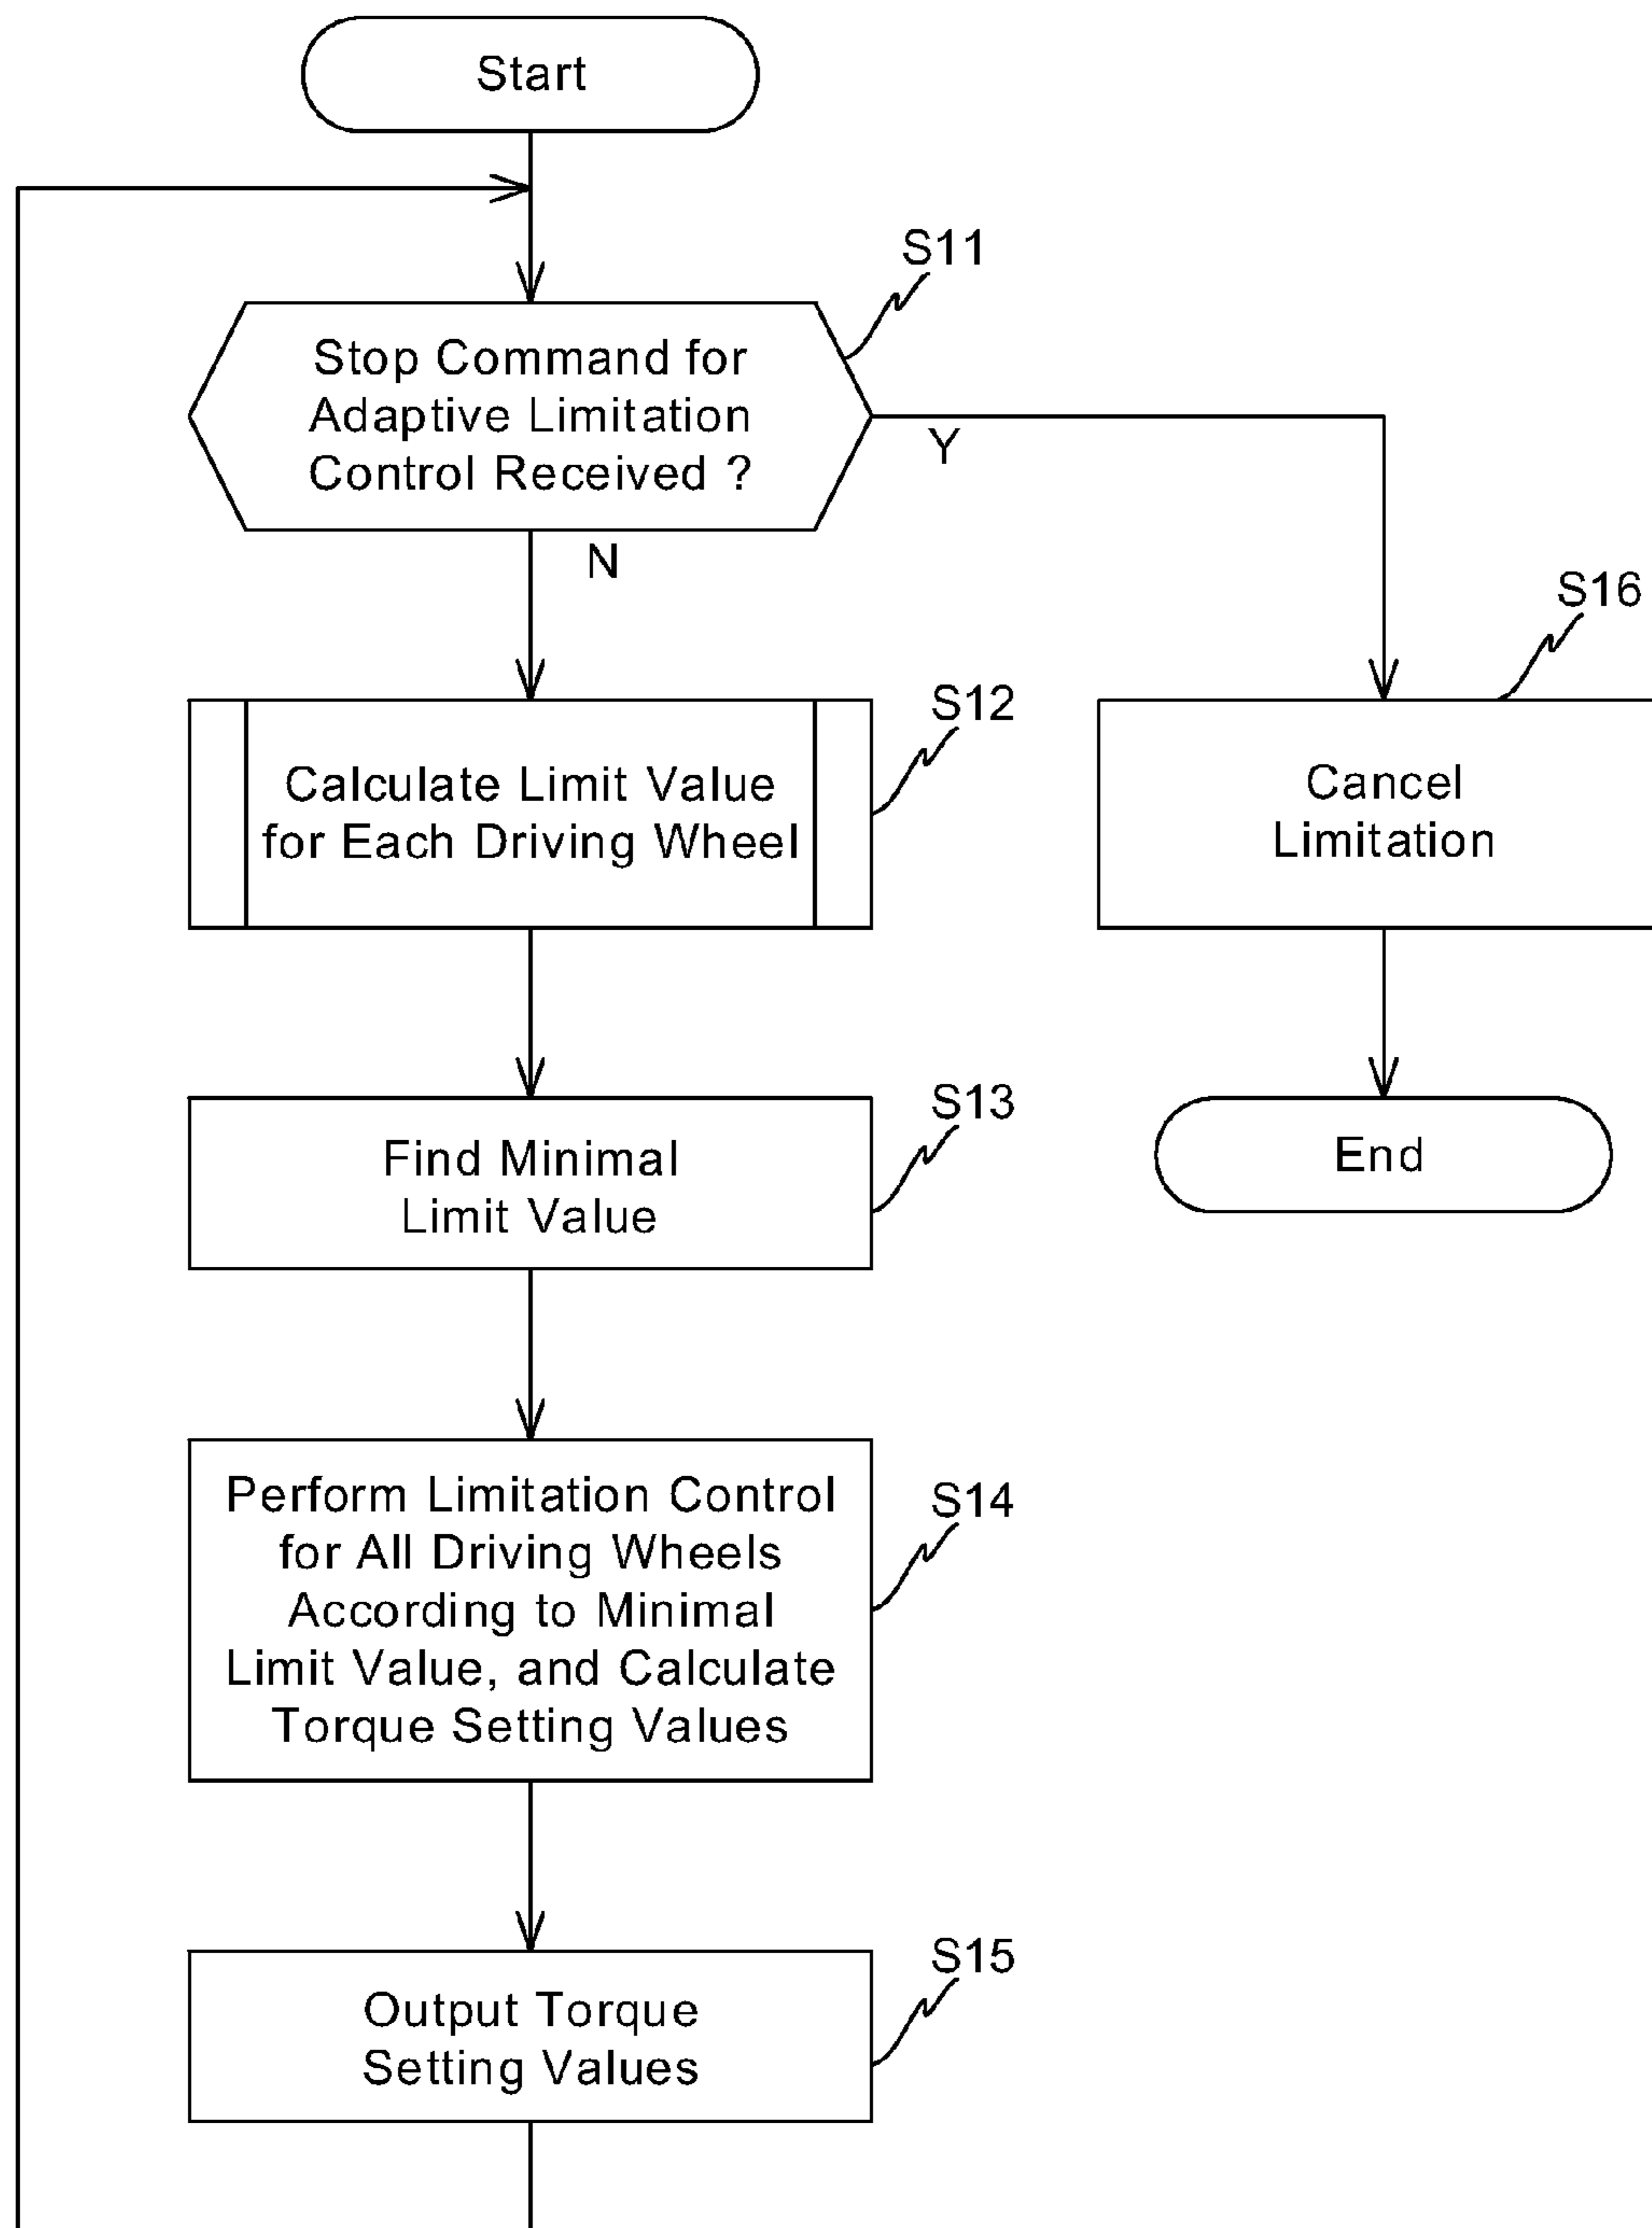 Start
S11
Stop Command for
Adaptive Limitation
Control Received ?
Y
N
S16
S12
Calculate Limit Value
for Each Driving Wheel
Cancel
Limitation
S13
Find Minimal
Limit Value
End
S14
Perform Limitation Control
for All Driving Wheels
According to Minimal
Limit Value, and Calculate
Torque Setting Values
S15
Output Torque
Setting Values